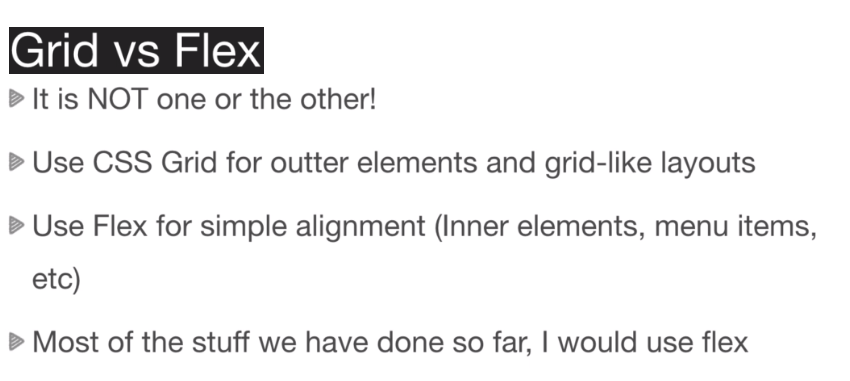 Grid vs Flex
It is NOT one or the other!
Use CSS Grid for outter elements and grid-like layouts
Use Flex for simple alignment (Inner elements, menu items,
etc)
Most of the stuff we have done so far, I would use flex